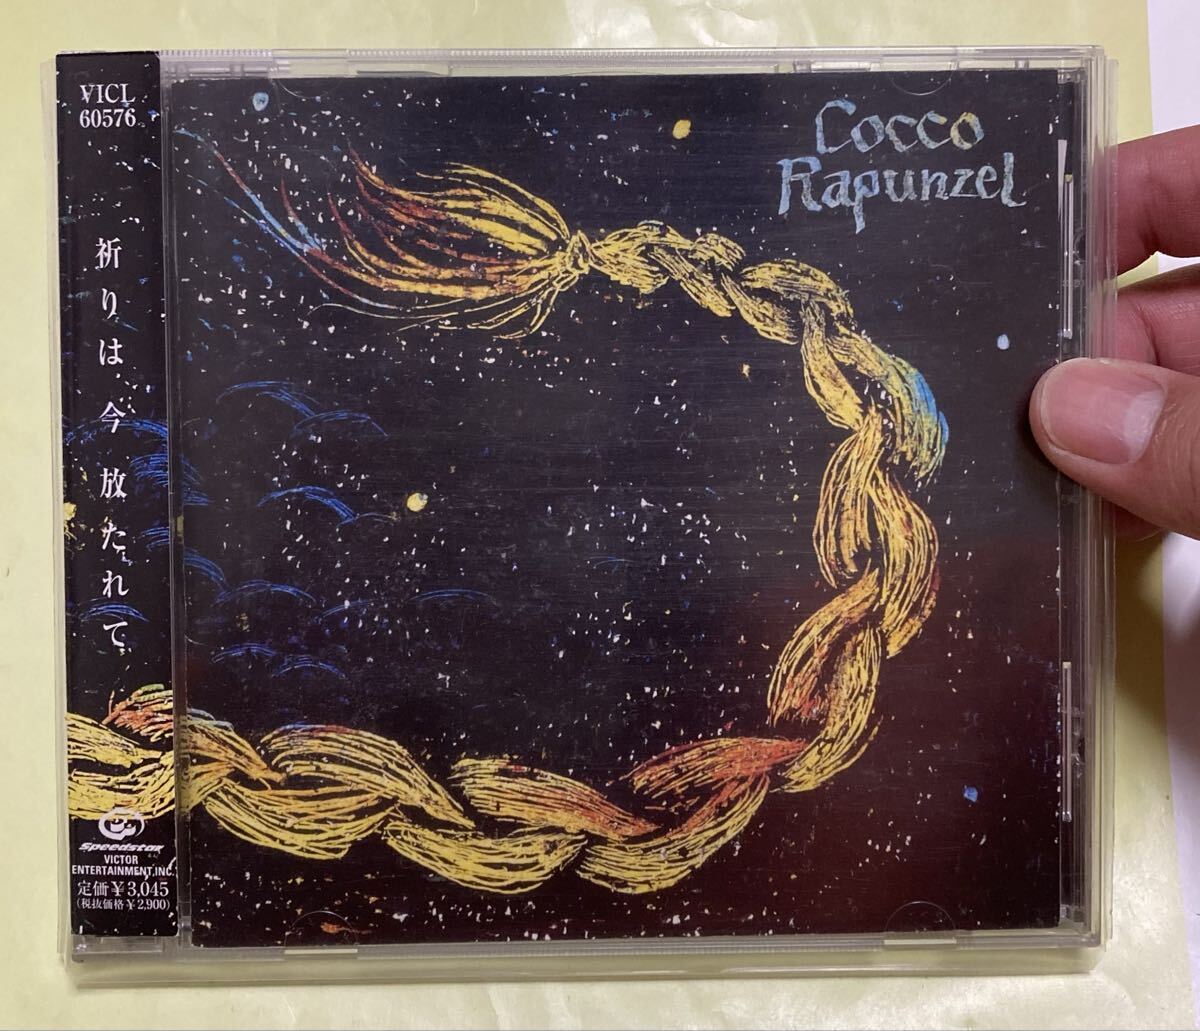 VICL
60576
祈りは、今 放たれて、
Speedstar
VICTOR
ENTERTAINMENT,INC.
定価￥3,045
(税抜価格￥2,900)
Cocco
Rapunzel